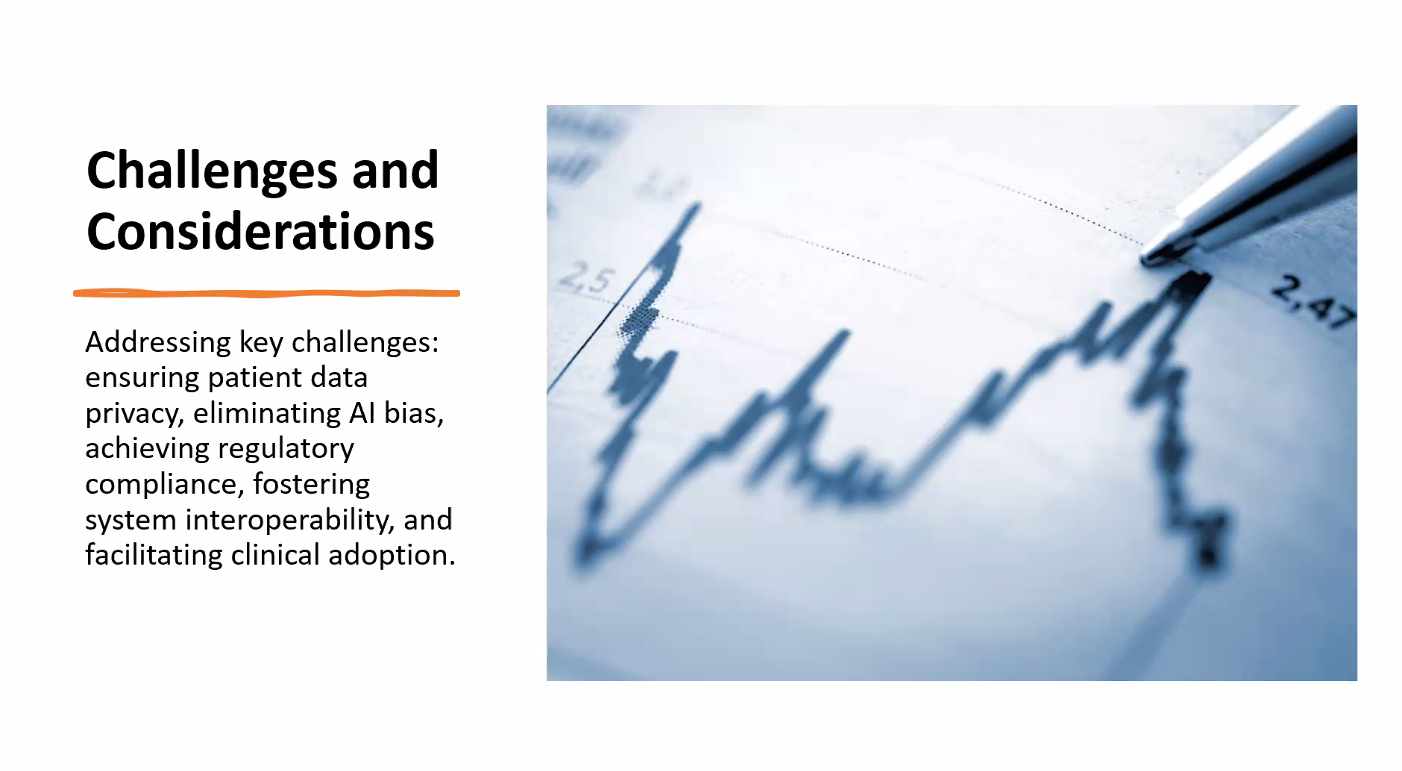 Challenges and
Considerations
Addressing key challenges:
ensuring patient data
privacy, eliminating AI bias,
achieving regulatory
compliance, fostering
system interoperability, and
facilitating clinical adoption.
2,5
2,47